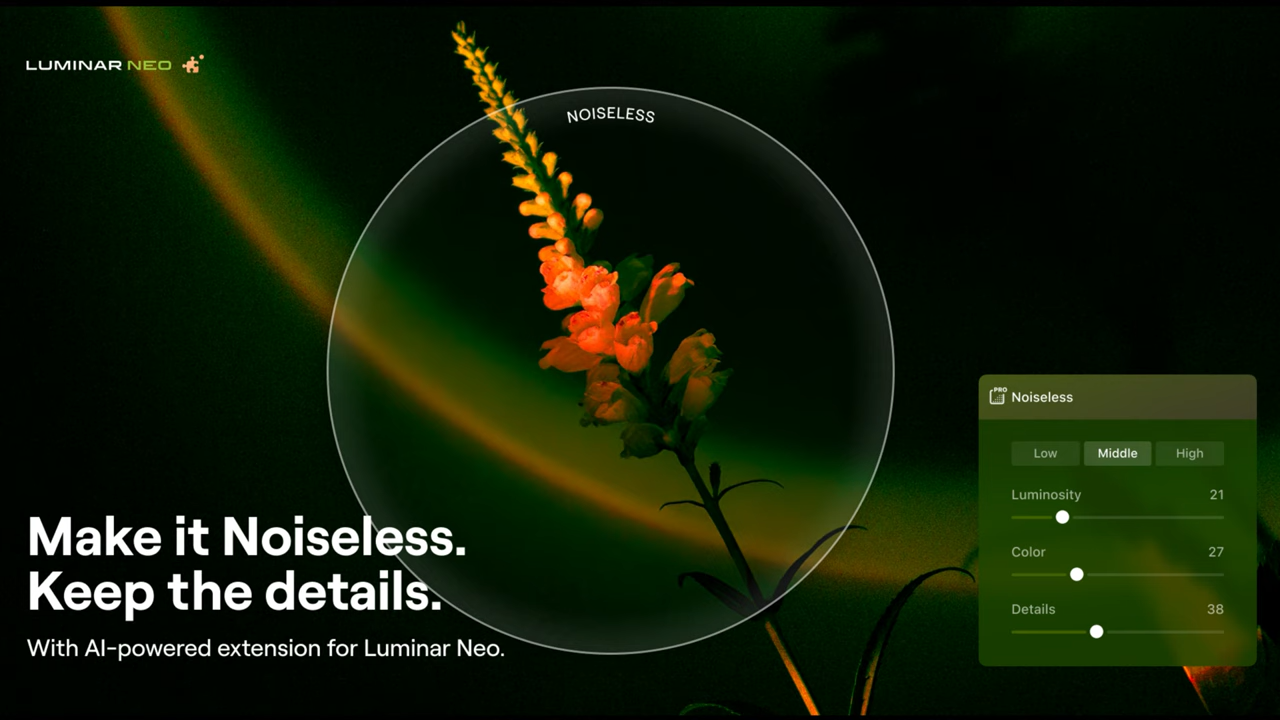 LUMINAR NEO
NOISELESS
PRO
Noiseless
Low Middle High
Luminosity 21
Color 27
Details 38
Make it Noiseless.
Keep the details.
With AI-powered extension for Luminar Neo.